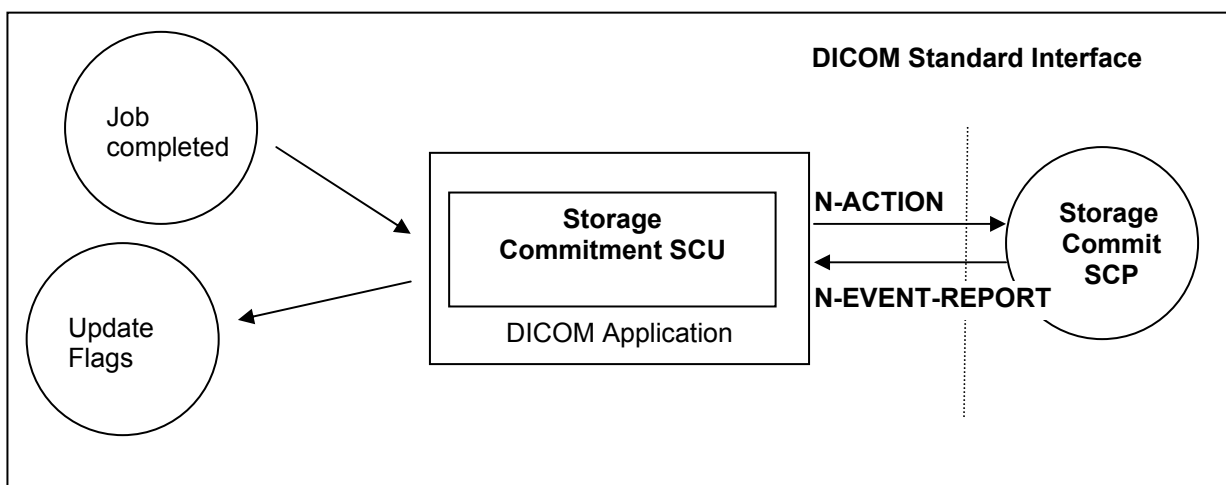 DICOM Standard Interface
Job
completed
Storage
Commitment SCU
DICOM Application
N-ACTION
N-EVENT-REPORT
Storage
Commit
SCP
Update
Flags